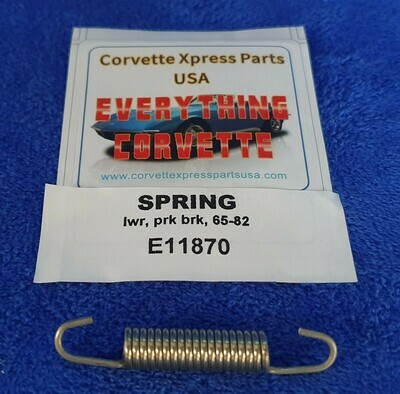 Corvette Xpress Parts
USA
EVERYTHING
CORVETTE
www.corvettexpresspartsusa.com
SPRING
lwr, prk brk, 65-82
E11870